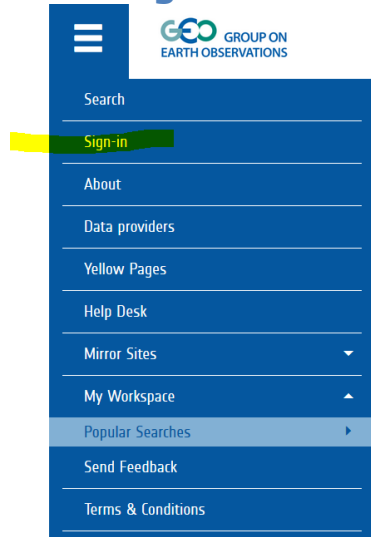 GEO GROUP ON
EARTH OBSERVATIONS
Search
Sign-in
About
Data providers
Yellow Pages
Help Desk
Mirror Sites
My Workspace
Popular Searches
Send Feedback
Terms & Conditions